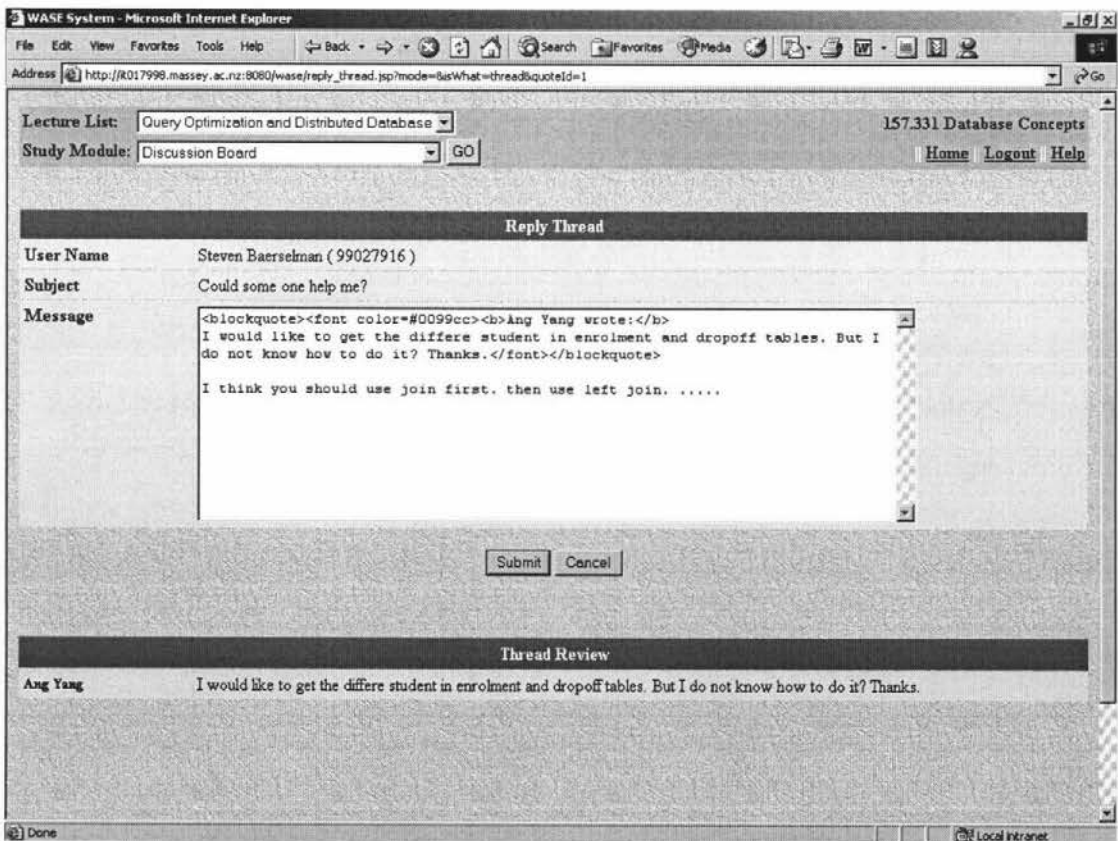 WASE System - Microsoft Internet Explorer
File Edit View Favorites Tools Help Back Search Favorites Media
Address http://it017998.massey.ac.nz:8080/wase/reply_thread.jsp?mode=&isWhat=thread&quoteId=1 Go
Lecture List: Query Optimization and Distributed Database 157.331 Database Concepts
Study Module: Discussion Board GO Home Logout Help
Reply Thread
User Name Steven Baerselman ( 99027916 )
Subject Could some one help me?
Message <blockquote><font color=#0099cc><b>Ang Yang wrote:</b>
I would like to get the differe student in enrolment and dropoff tables. But I
do not know how to do it? Thanks.</font></blockquote>
I think you should use join first. then use left join. .....
Submit Cancel
Thread Review
Ang Yang I would like to get the differe student in enrolment and dropoff tables. But I do not know how to do it? Thanks.
Done Local intranet